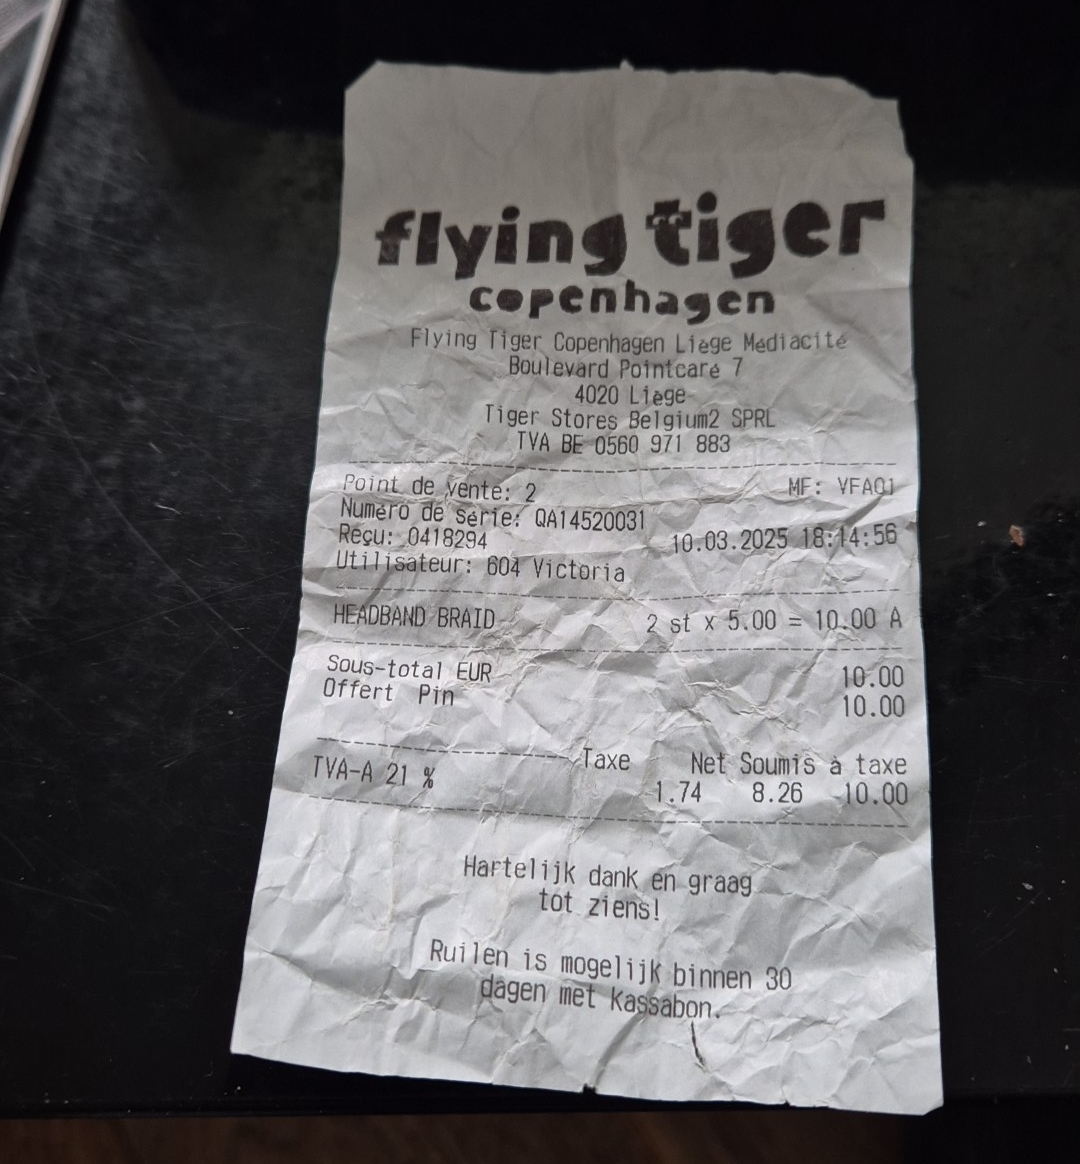 flying tiger
copenhagen
Flying Tiger Copenhagen Liège Médiacité
Boulevard Pointcaré 7
4020 Liège
Tiger Stores Belgium2 SPRL
TVA BE 0560 971 883
Point de vente: 2 MF: VFA01
Numéro de série: QA14520031
Reçu: 0418294 10.03.2025 18:14:56
Utilisateur: 604 Victoria
HEADBAND BRAID 2 st x 5.00 = 10.00 A
Sous-total EUR 10.00
Offert Pin 10.00
Taxe Net Soumis à taxe
TVA-A 21 % 1.74 8.26 10.00
Hartelijk dank en graag
tot ziens!
Ruilen is mogelijk binnen 30
dagen met Kassabon.